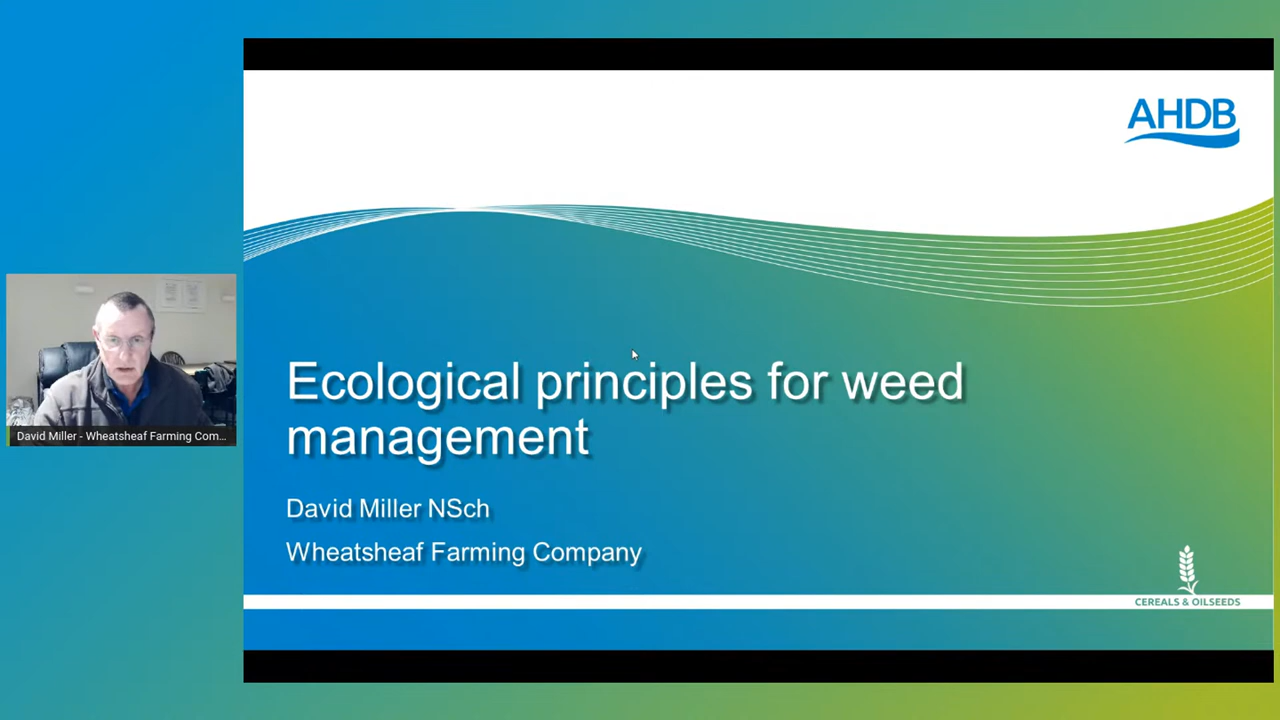 AHDB
Ecological principles for weed
management
David Miller NSch
Wheatsheaf Farming Company
David Miller - Wheatsheaf Farming Com...
CEREALS & OILSEEDS